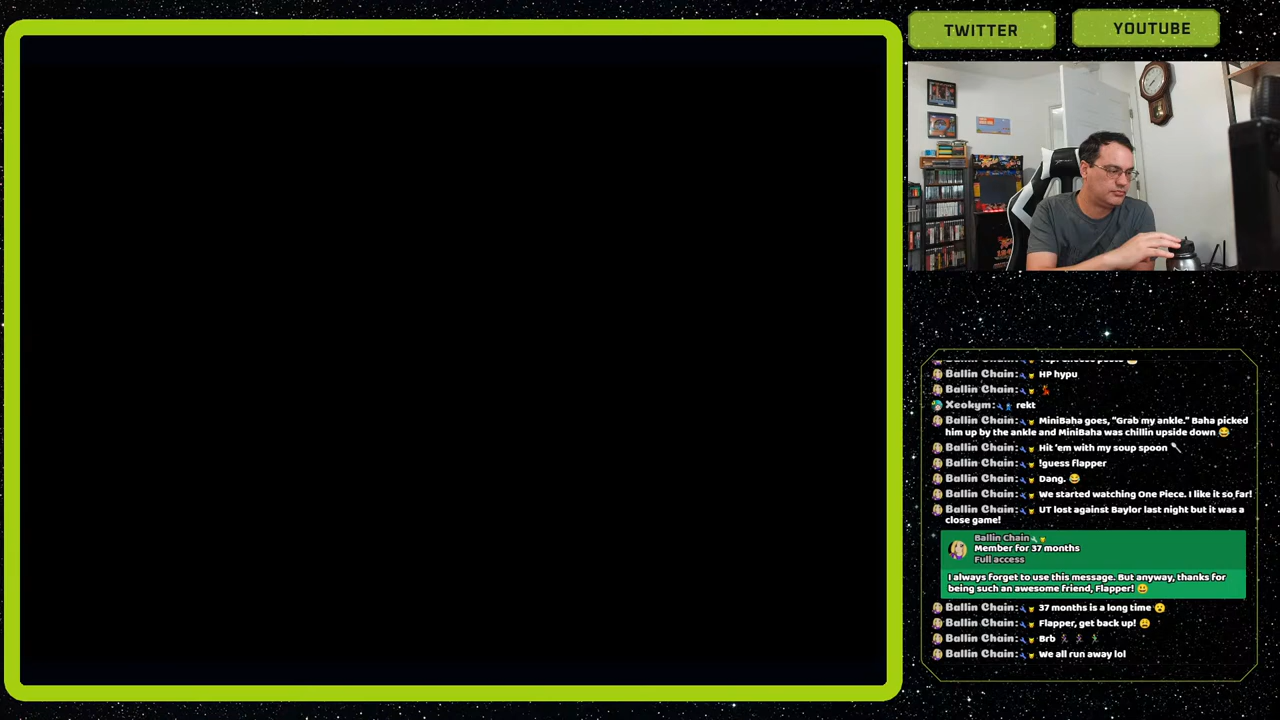 TWITTER
YOUTUBE
Ballin Chain:
Ballin Chain: HP hypu
Ballin Chain: 💃
Xeokym: rekt
Ballin Chain: MiniBaha goes, “Grab my ankle.” Baha picked
him up by the ankle and MiniBaha was chillin upside down 😂
Ballin Chain: Hit 'em with my soup spoon 🥄
Ballin Chain: !guess flapper
Ballin Chain: Dang. 😂
Ballin Chain: We started watching One Piece. I like it so far!
Ballin Chain: UT lost against Baylor last night but it was a
close game!
Ballin Chain
Member for 37 months
Full access
I always forget to use this message. But anyway, thanks for
being such an awesome friend, Flapper! 😃
Ballin Chain: 37 months is a long time 😮
Ballin Chain: Flapper, get back up! 😩
Ballin Chain: Brb
Ballin Chain: We all run away lol